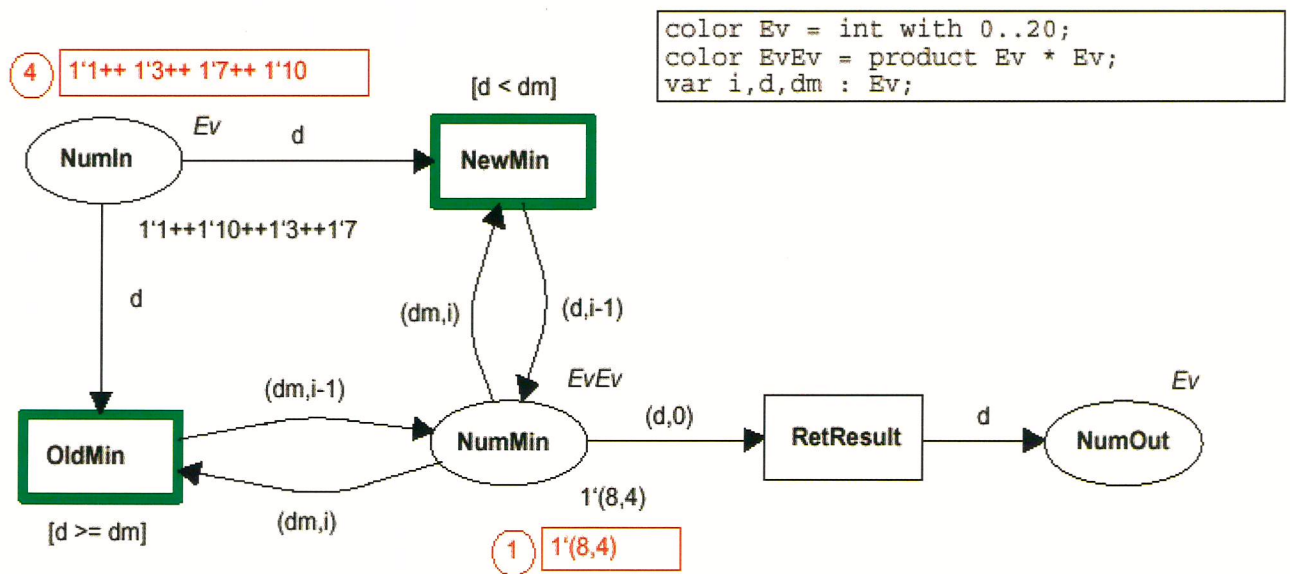 color Ev = int with 0..20;
color EvEv = product Ev * Ev;
var i,d,dm : Ev;
4
1'1++ 1'3++ 1'7++ 1'10
[d < dm]
Ev
d
NumIn
NewMin
1'1++1'10++1'3++1'7
d
(dm,i)
(d,i-1)
(dm,i-1)
EvEv
(d,0)
Ev
OldMin
NumMin
RetResult
d
NumOut
(dm,i)
1'(8,4)
[d >= dm]
1
1'(8,4)